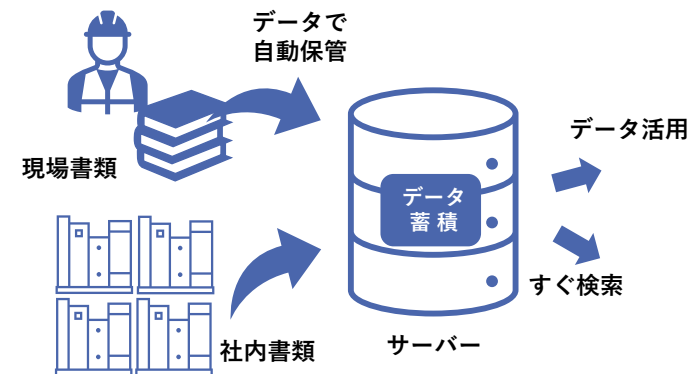 データで
自動保管
現場書類
データ活用
データ
蓄積
すぐ検索
社内書類
サーバー